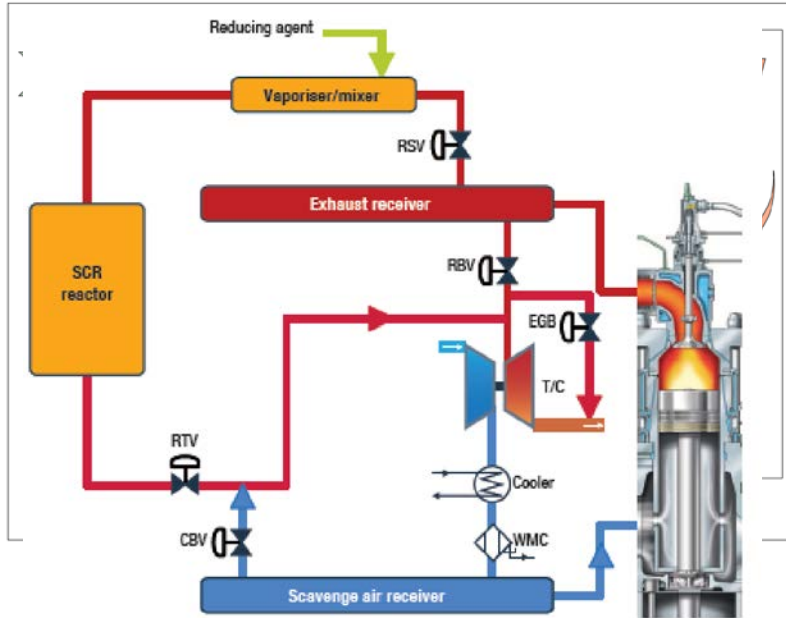 Reducing agent
Vaporiser/mixer
RSV
Exhaust receiver
SCR
reactor
RBV
EGB
T/C
RTV
Cooler
CBV
WMC
Scavenge air receiver